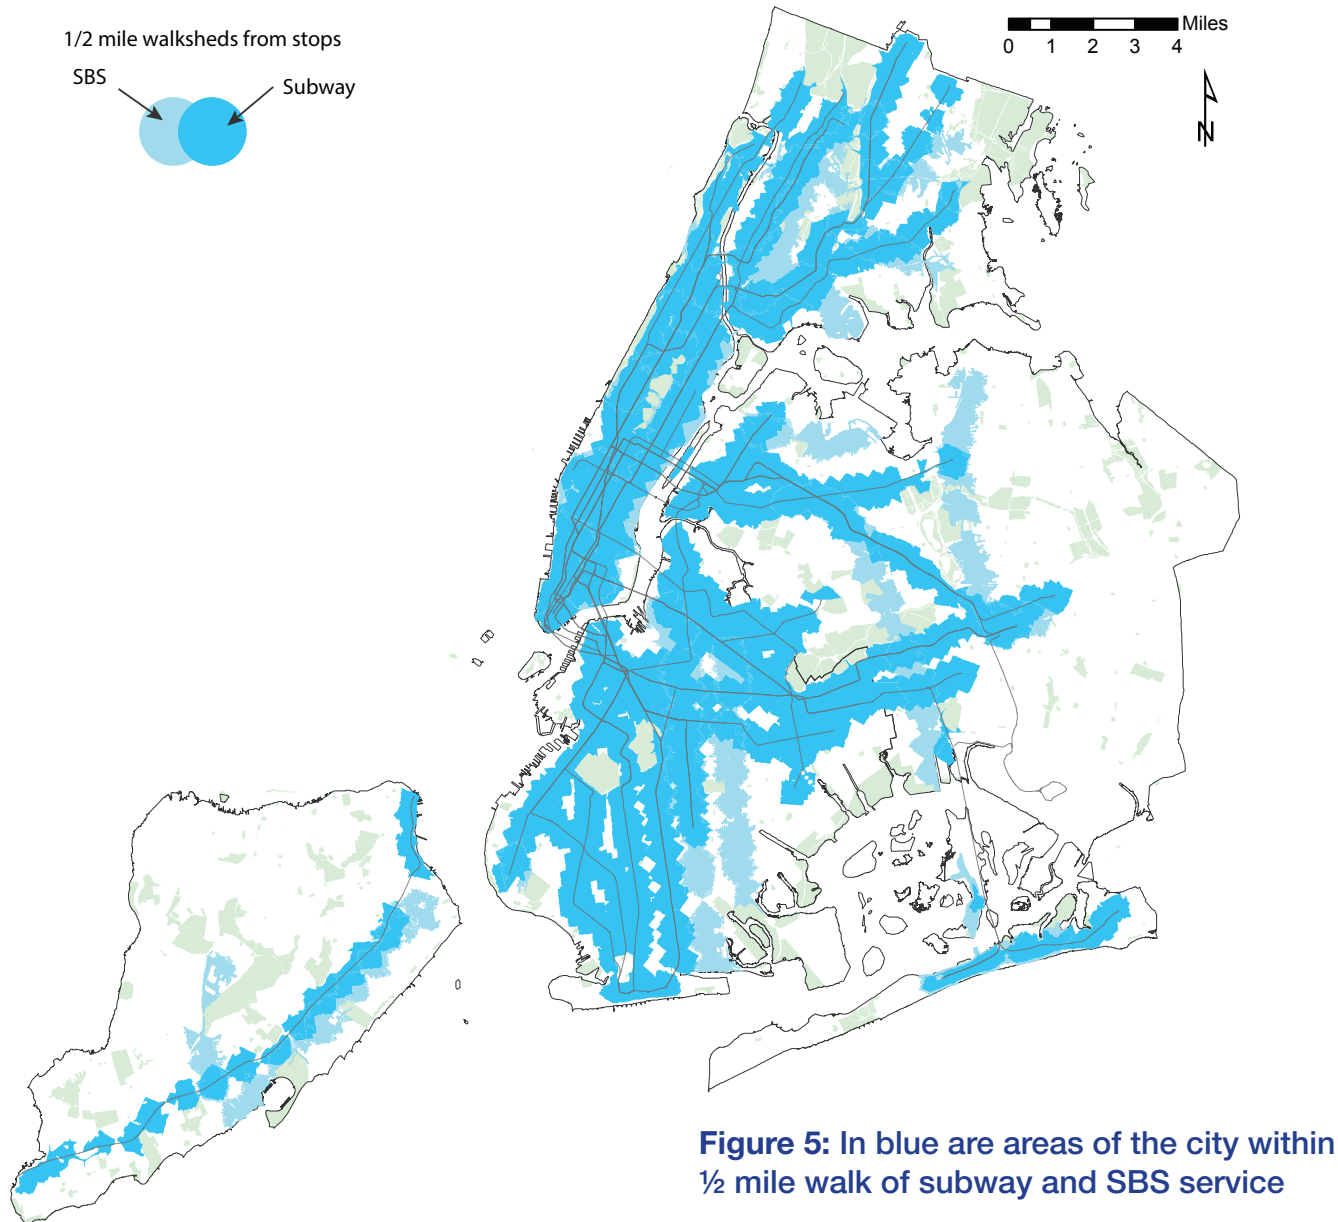 1/2 mile walksheds from stops
SBS
Subway
Miles
0 1 2 3 4
N
Figure 5: In blue are areas of the city within
½ mile walk of subway and SBS service